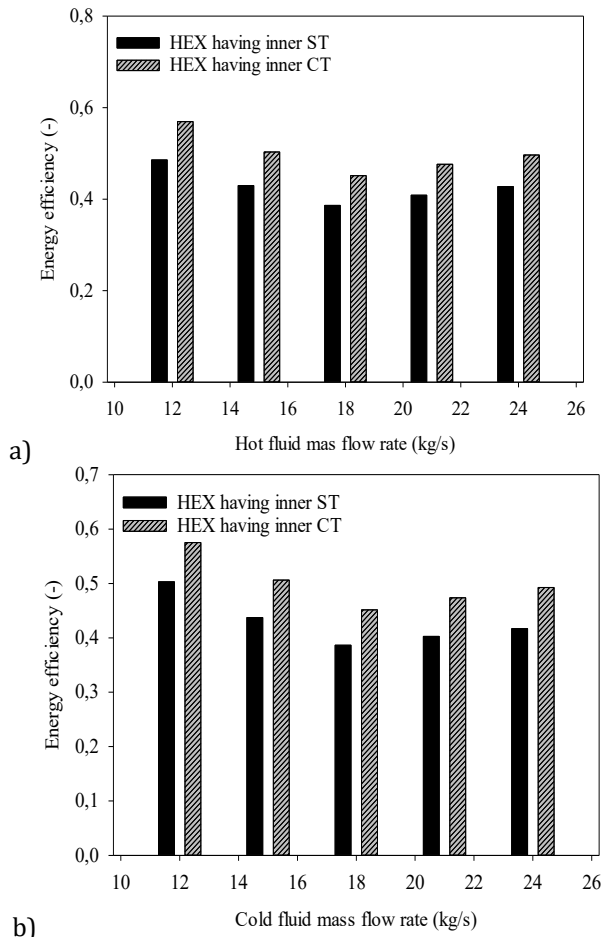 0,8
HEX having inner ST
HEX having inner CT
0,6
0,4
0,2
0,0
Energy efficiency (-)
10 12 14 16 18 20 22 24 26
Hot fluid mas flow rate (kg/s)
a)
0,7
HEX having inner ST
HEX having inner CT
0,6
0,5
0,4
0,3
0,2
0,1
0,0
Energy efficiency (-)
10 12 14 16 18 20 22 24 26
Cold fluid mass flow rate (kg/s)
b)